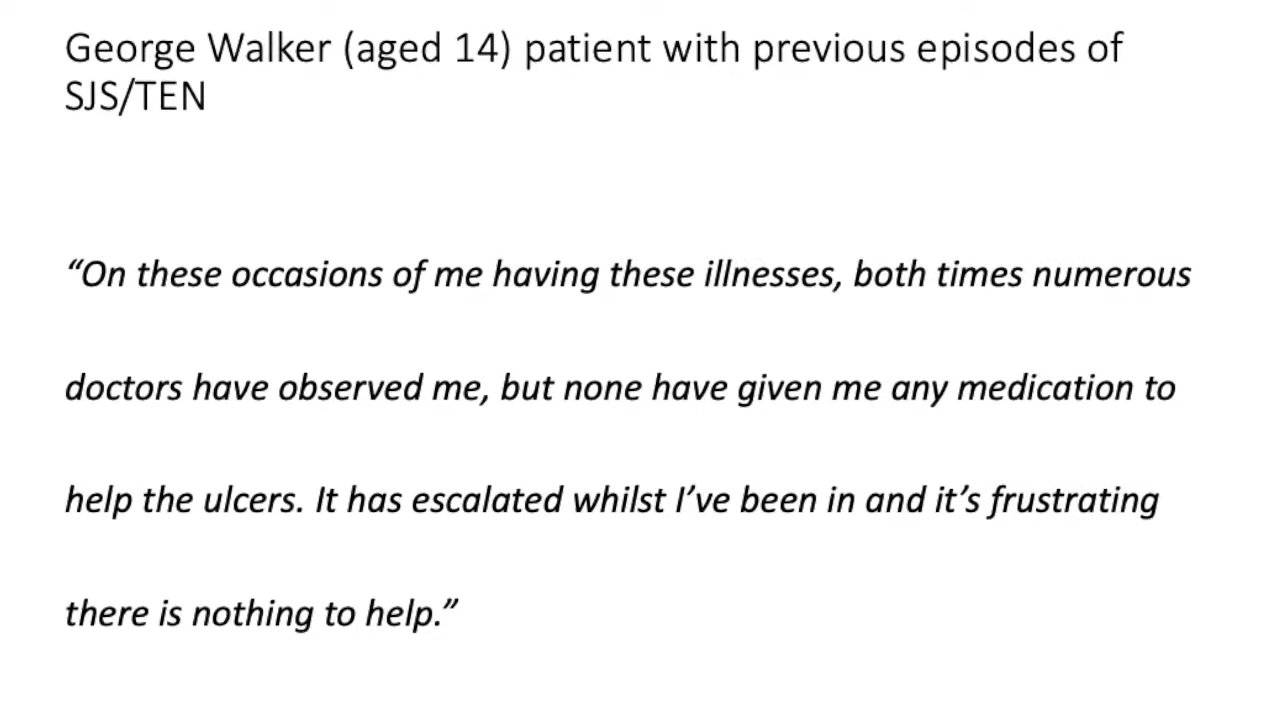 George Walker (aged 14) patient with previous episodes of
SJS/TEN
“On these occasions of me having these illnesses, both times numerous
doctors have observed me, but none have given me any medication to
help the ulcers. It has escalated whilst I’ve been in and it’s frustrating
there is nothing to help.”